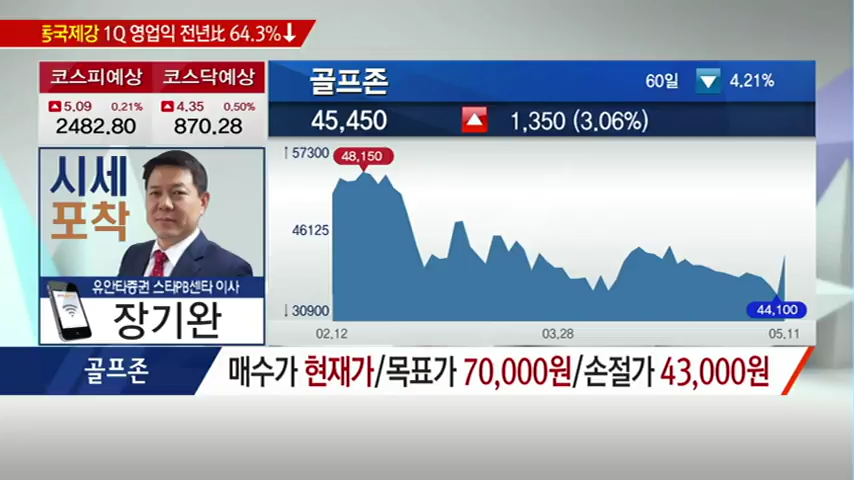 동국제강 1Q 영업익 전년比 64.3%↓
코스피예상 코스닥예상
▲5.09 0.21% ▲4.35 0.50%
2482.80 870.28
골프존 60일 ▼ 4.21%
45,450 ▲ 1,350 (3.06%)
시세
포착
유안타증권 스타PB센타 이사
장기완
↑57300
48,150
46125
↓30900
44,100
02.12 03.28 05.11
골프존 매수가 현재가/목표가 70,000원/손절가 43,000원